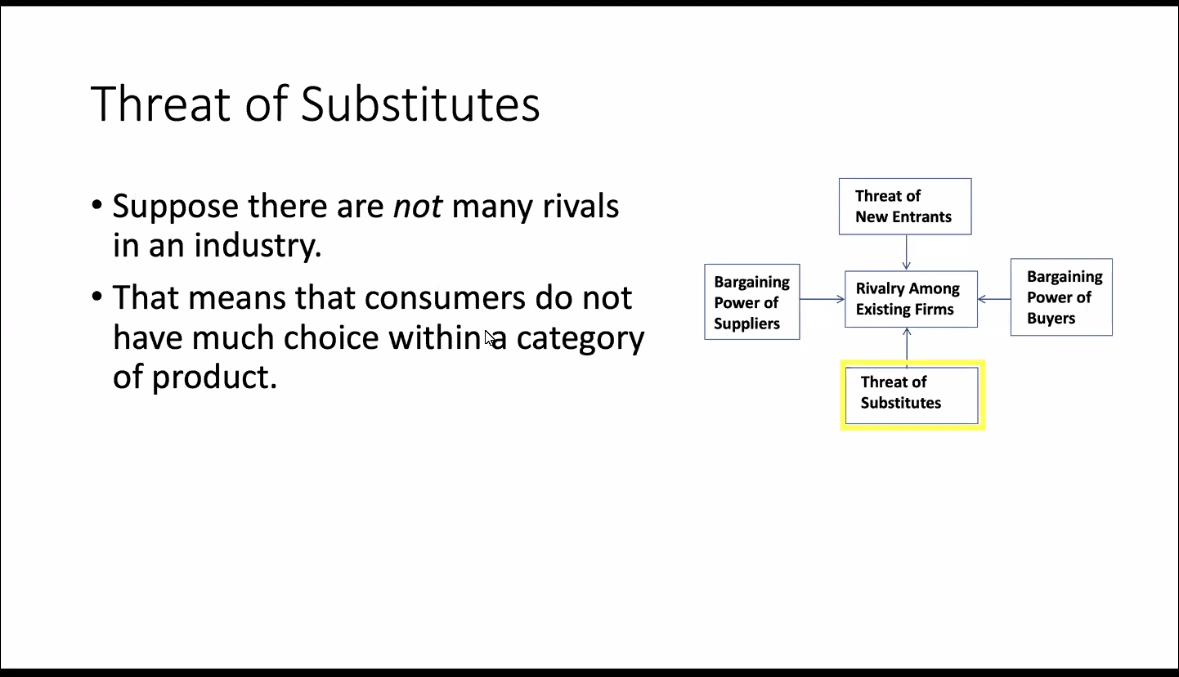 Threat of Substitutes
• Suppose there are not many rivals
in an industry.
• That means that consumers do not
have much choice within a category
of product.
Threat of
New Entrants
Bargaining
Power of
Suppliers
Rivalry Among
Existing Firms
Bargaining
Power of
Buyers
Threat of
Substitutes